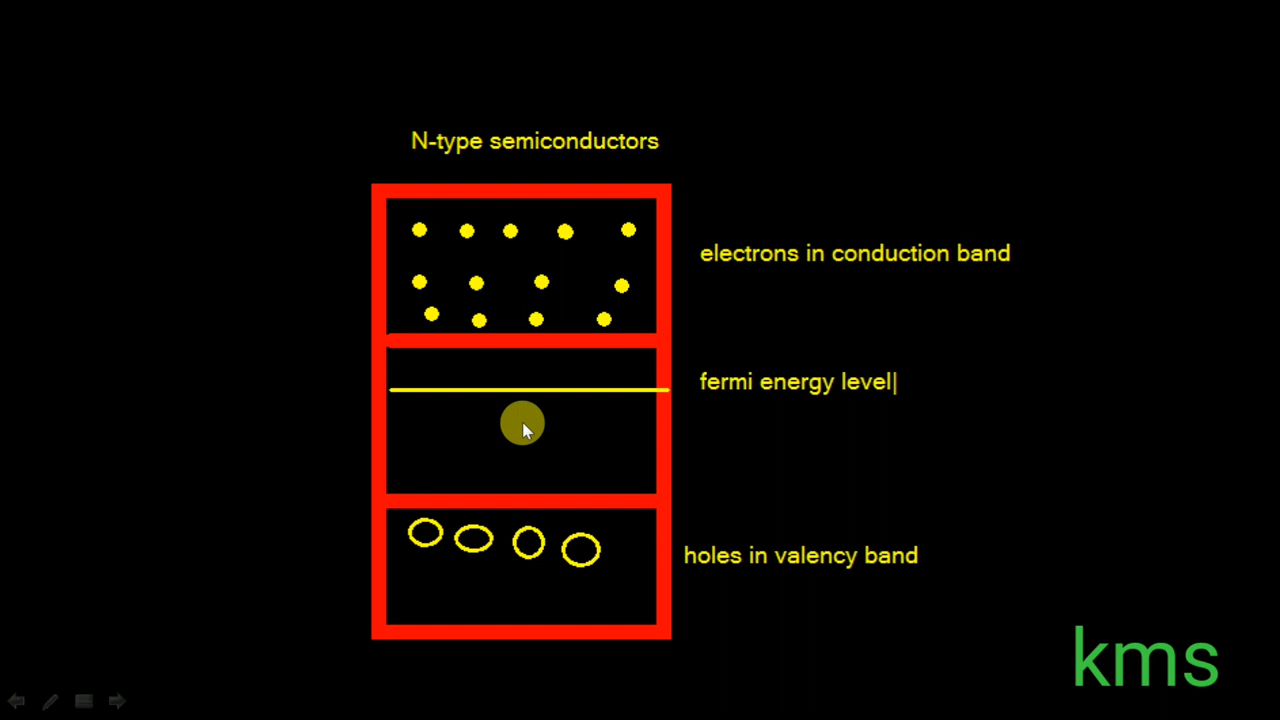 N-type semiconductors
electrons in conduction band
fermi energy level
holes in valency band
kms